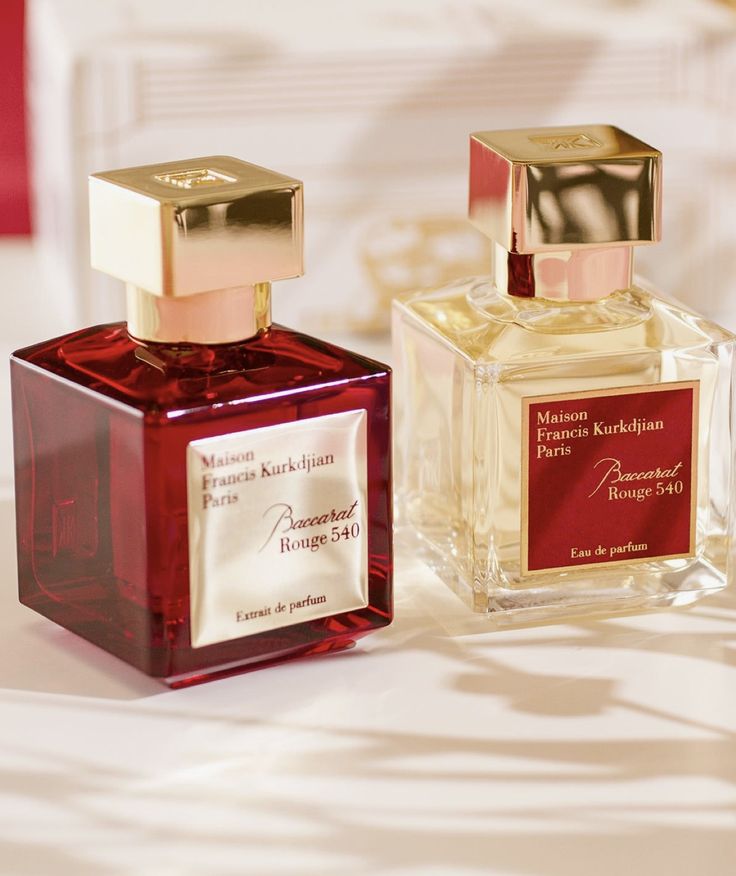 Maison
Francis Kurkdjian
Paris
Baccarat
Rouge 540
Extrait de parfum
Maison
Francis Kurkdjian
Paris
Baccarat
Rouge 540
Eau de parfum